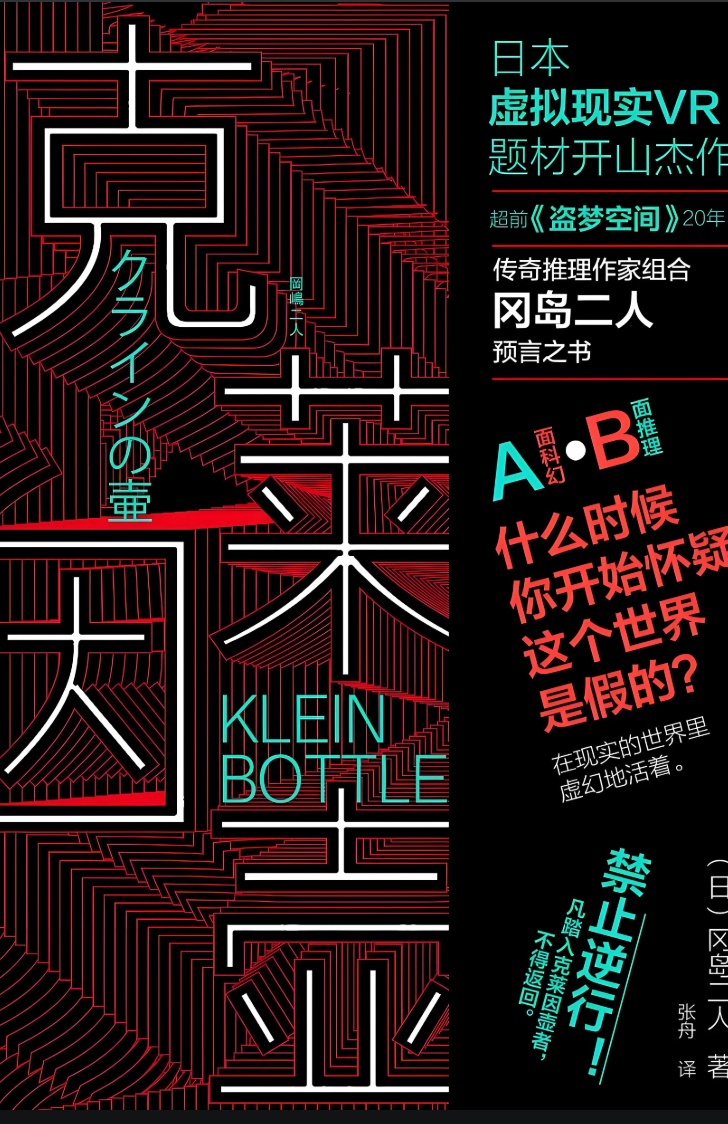 克莱因壶
クラインの壷
岡嶋二人
KLEIN
BOTTLE
日本
虚拟现实VR
题材开山杰作
超前《盗梦空间》20年
传奇推理作家组合
冈岛二人
预言之书
A面科幻•B面推理
什么时候
你开始怀疑
这个世界
是假的?
在现实的世界里
虚幻地活着。
禁止逆行！
凡踏入克莱因壶者，
不得返回。
（日）冈岛二人 著
张舟 译